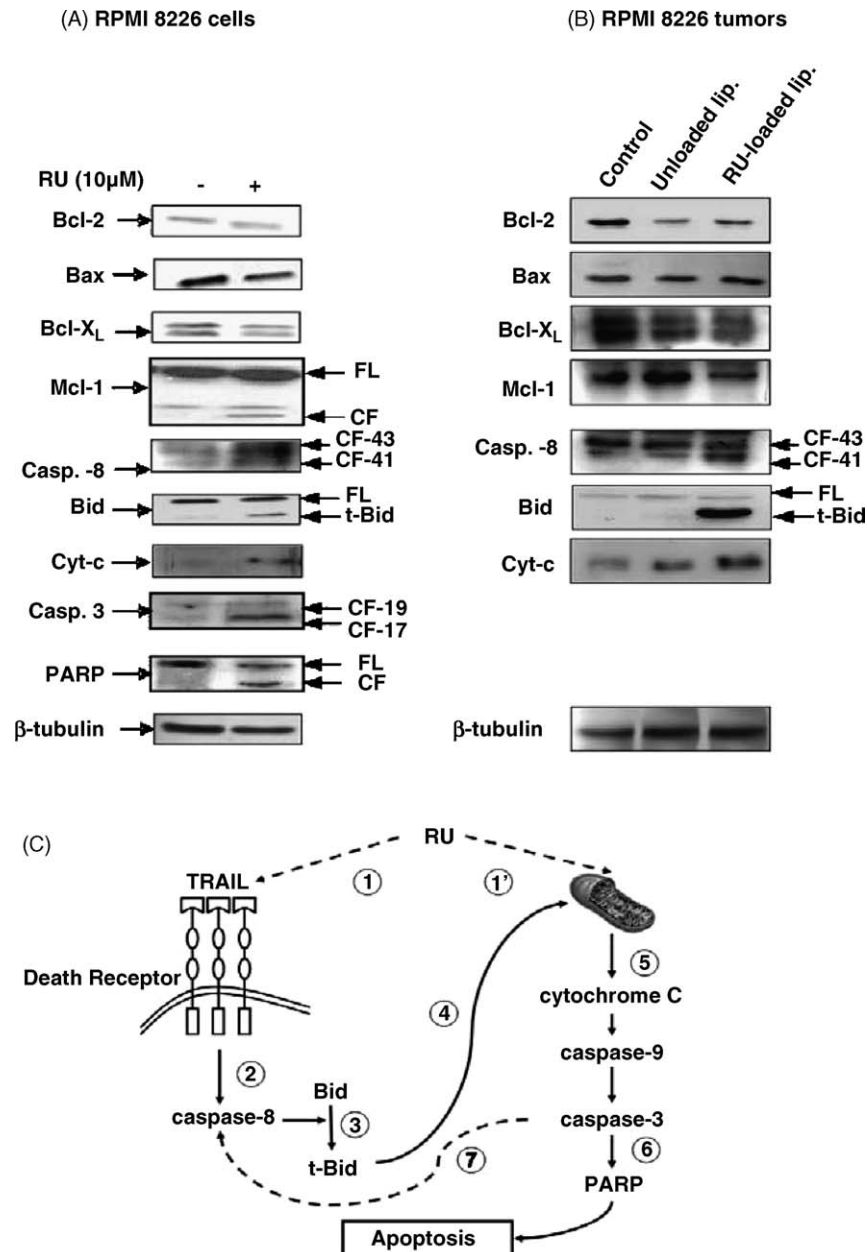 (A) RPMI 8226 cells
RU (10μM) - +
Bcl-2
Bax
Bcl-XL
Mcl-1
FL
CF
Casp. -8
CF-43
CF-41
Bid
FL
t-Bid
Cyt-c
Casp. 3
CF-19
CF-17
PARP
FL
CF
β-tubulin
(B) RPMI 8226 tumors
Control
Unloaded lip.
RU-loaded lip.
Bcl-2
Bax
Bcl-XL
Mcl-1
Casp. -8
CF-43
CF-41
Bid
FL
t-Bid
Cyt-c
β-tubulin
(C)
RU
1
1'
TRAIL
Death Receptor
2
caspase-8
Bid
3
t-Bid
4
5
cytochrome C
caspase-9
caspase-3
6
7
PARP
Apoptosis